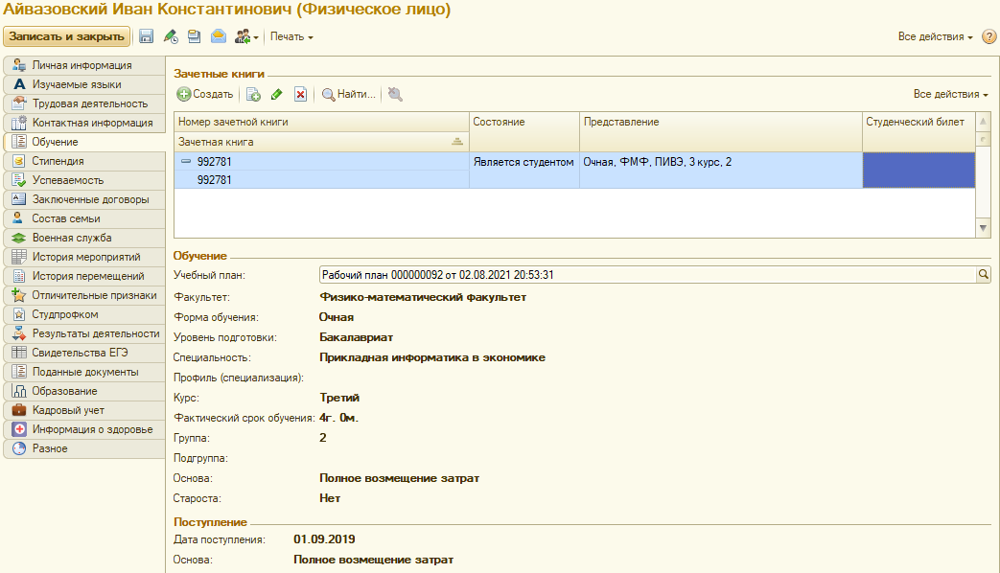 Айвазовский Иван Константинович (Физическое лицо)
Записать и закрыть Печать Все действия ?
Личная информация
Изучаемые языки
Трудовая деятельность
Контактная информация
Обучение
Стипендия
Успеваемость
Заключенные договоры
Состав семьи
Военная служба
История мероприятий
История перемещений
Отличительные признаки
Студпрофком
Результаты деятельности
Свидетельства ЕГЭ
Поданные документы
Образование
Кадровый учет
Информация о здоровье
Разное
Зачетные книги
Создать Найти... Все действия
Номер зачетной книги Состояние Представление Студенческий билет
Зачетная книга
992781 Является студентом Очная, ФМФ, ПИВЭ, 3 курс, 2
992781
Обучение
Учебный план: Рабочий план 000000092 от 02.08.2021 20:53:31
Факультет: Физико-математический факультет
Форма обучения: Очная
Уровень подготовки: Бакалавриат
Специальность: Прикладная информатика в экономике
Профиль (специализация):
Курс: Третий
Фактический срок обучения: 4г. 0м.
Группа: 2
Подгруппа:
Основа: Полное возмещение затрат
Староста: Нет
Поступление
Дата поступления: 01.09.2019
Основа: Полное возмещение затрат